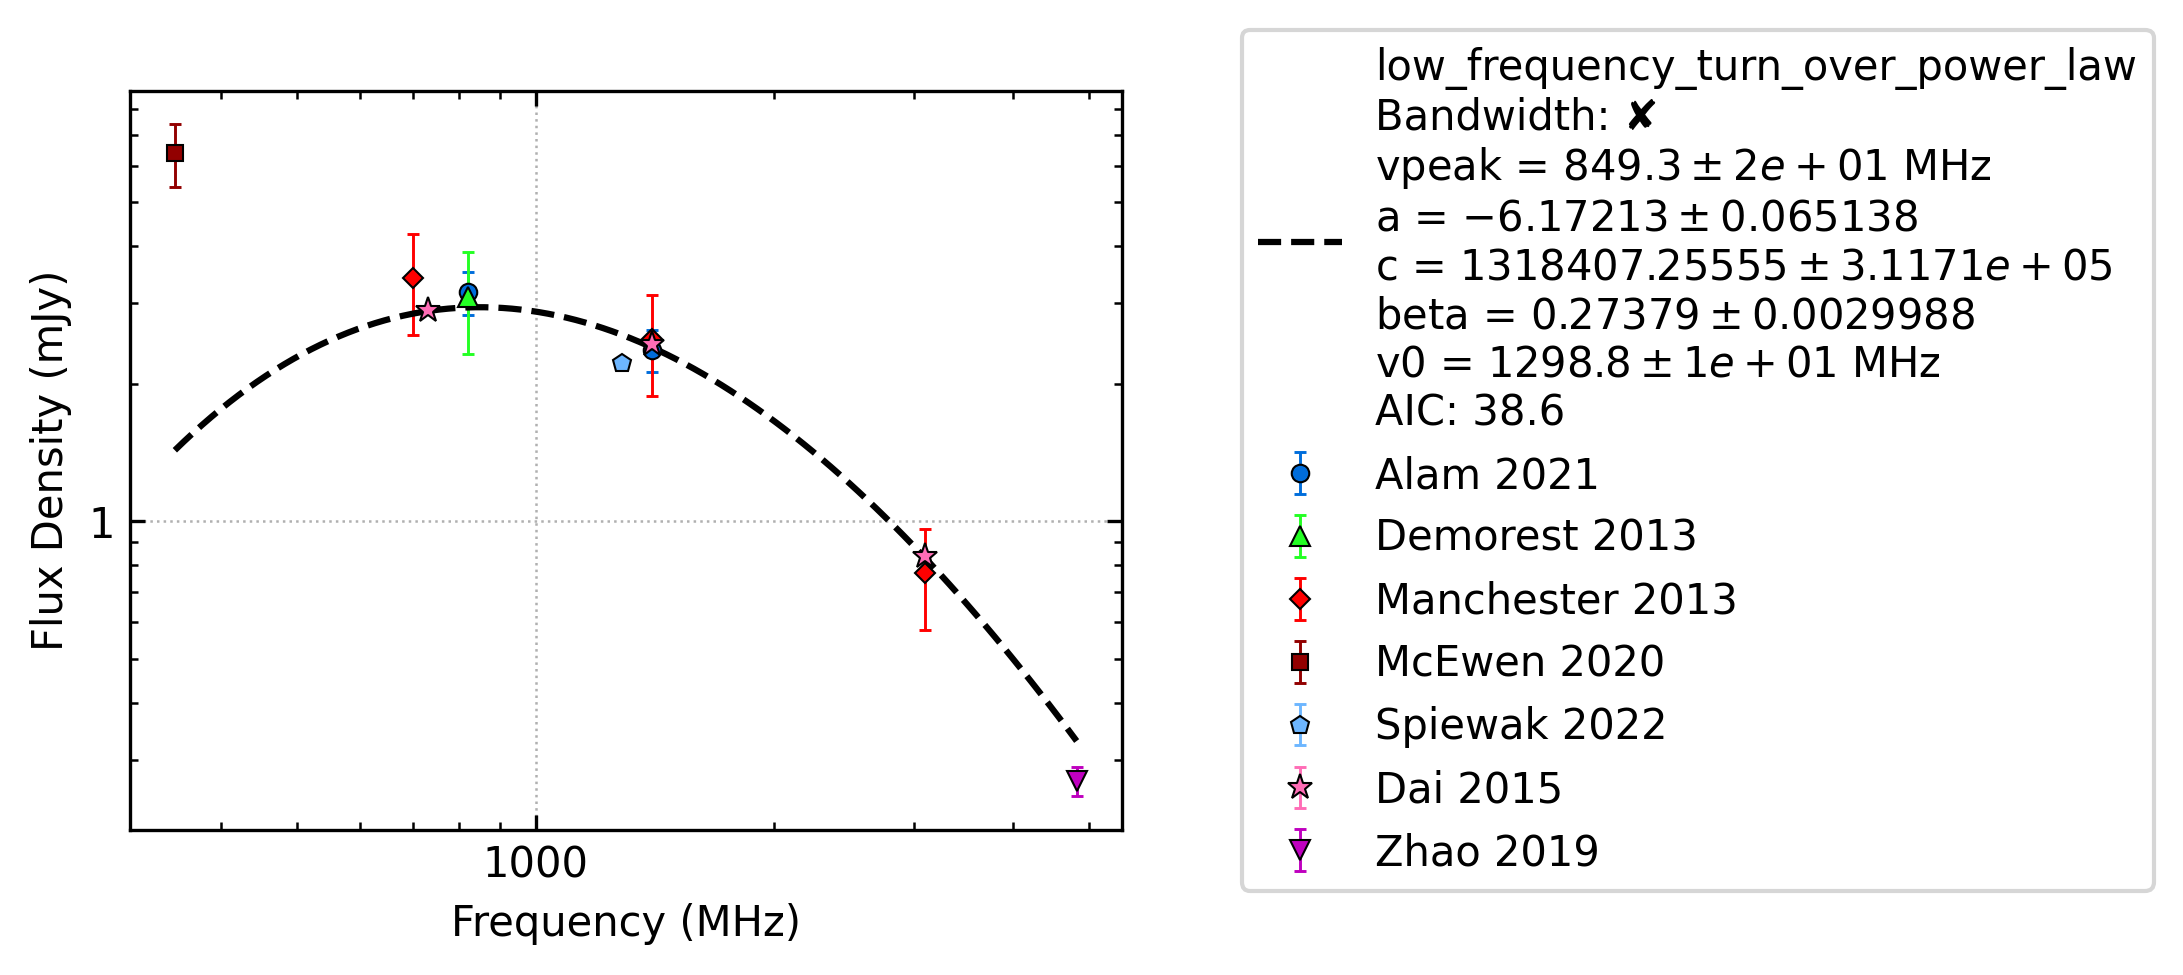 Flux Density (mJy)
1
1000
Frequency (MHz)
low_frequency_turn_over_power_law
Bandwidth: ✘
vpeak = 849.3 ± 2e + 01 MHz
a = −6.17213 ± 0.065138
c = 1318407.25555 ± 3.1171e + 05
beta = 0.27379 ± 0.0029988
v0 = 1298.8 ± 1e + 01 MHz
AIC: 38.6
Alam 2021
Demorest 2013
Manchester 2013
McEwen 2020
Spiewak 2022
Dai 2015
Zhao 2019